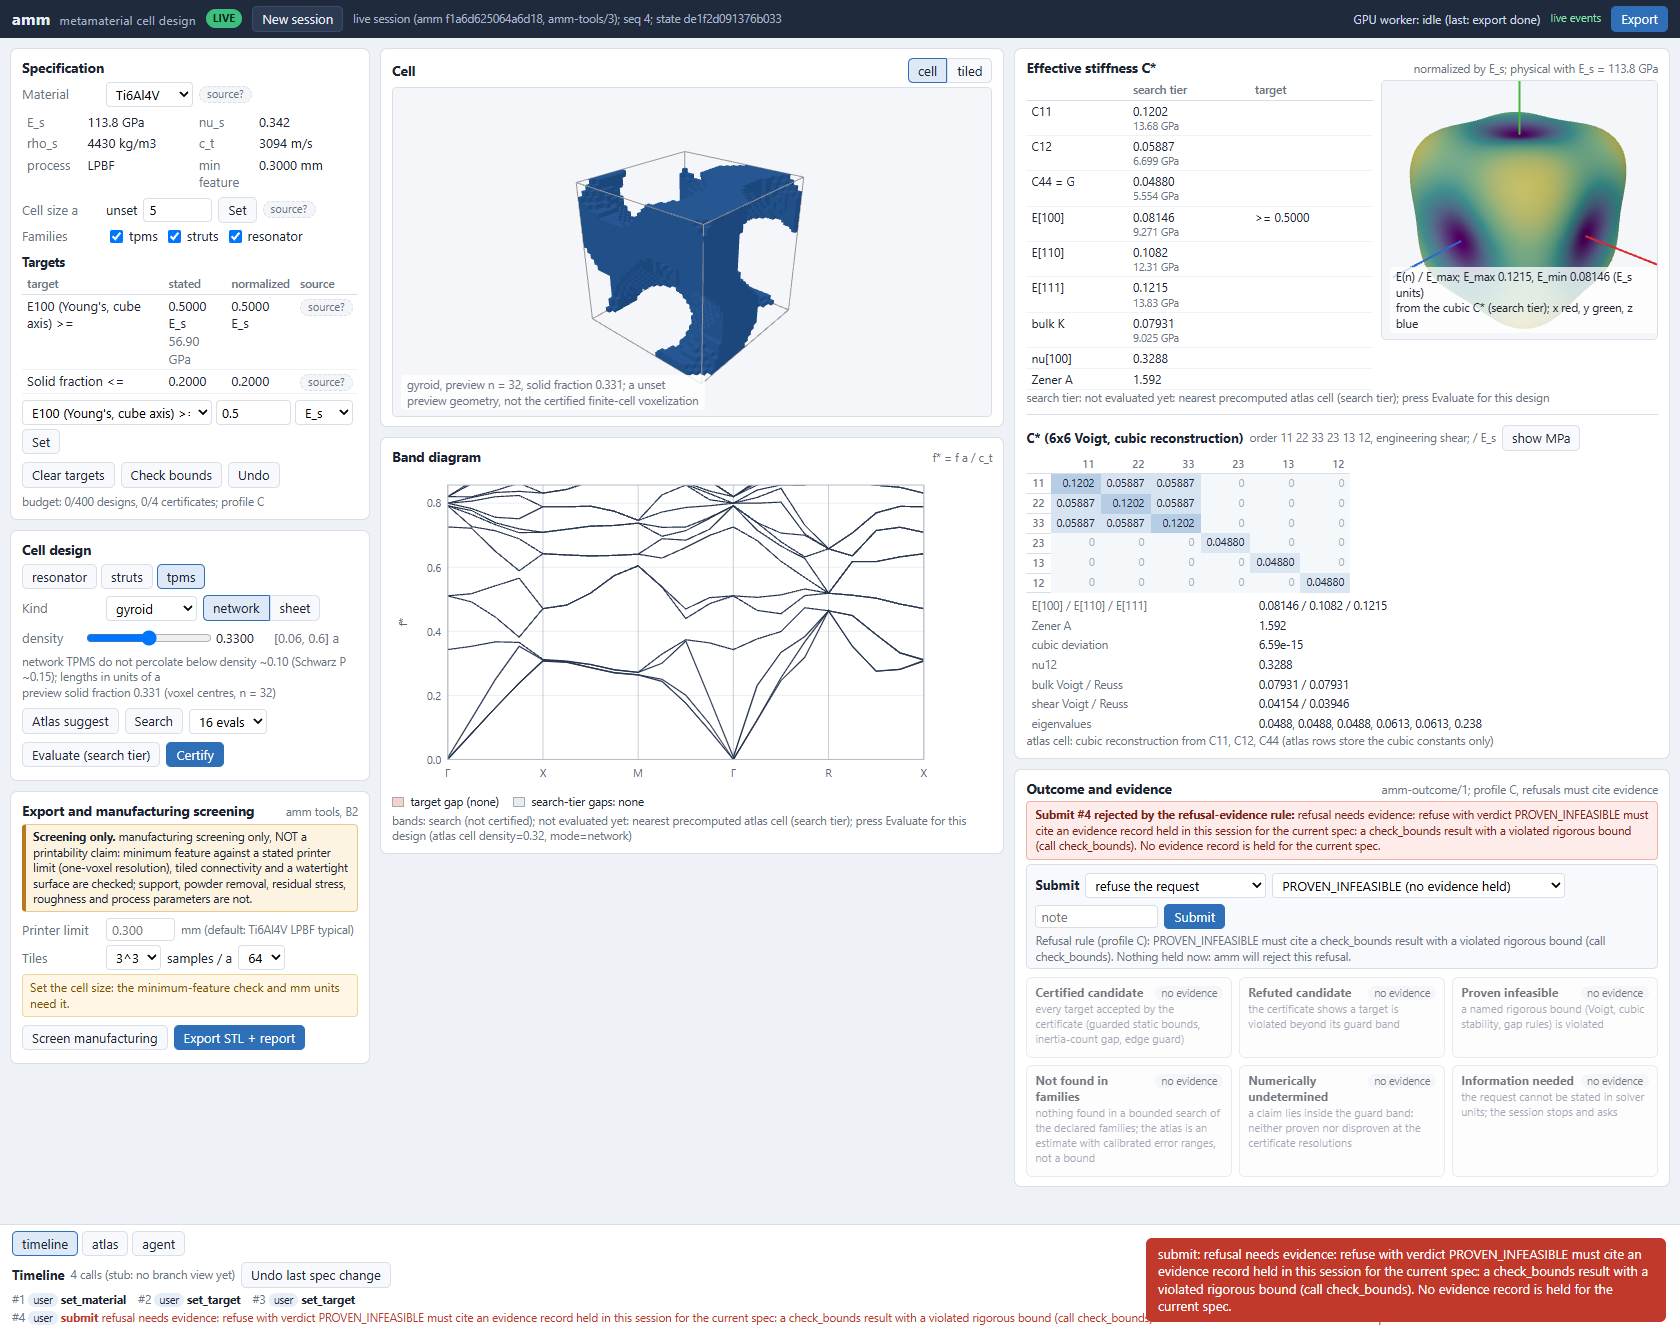 amm metamaterial cell design LIVE New session live session (amm f1a6d625064a6d18, amm-tools/3); seq 4; state de1f2d091376b033 GPU worker: idle (last: export done) live events Export
Specification
Material Ti6Al4V source?
E_s 113.8 GPa nu_s 0.342
rho_s 4430 kg/m3 c_t 3094 m/s
process LPBF min feature 0.3000 mm
Cell size a unset 5 Set source?
Families tpms struts resonator
Targets
target stated normalized source
E100 (Young's, cube axis) >= 0.5000 E_s 56.90 GPa 0.5000 E_s source?
Solid fraction <= 0.2000 0.2000 source?
E100 (Young's, cube axis) >: 0.5 E_s
Set
Clear targets Check bounds Undo
budget: 0/400 designs, 0/4 certificates; profile C
Cell design
resonator struts tpms
Kind gyroid network sheet
density 0.3300 [0.06, 0.6] a
network TPMS do not percolate below density ~0.10 (Schwarz P
~0.15); lengths in units of a
preview solid fraction 0.331 (voxel centres, n = 32)
Atlas suggest Search 16 evals
Evaluate (search tier) Certify
Export and manufacturing screening amm tools, B2
Screening only. manufacturing screening only, NOT a
printability claim: minimum feature against a stated printer
limit (one-voxel resolution), tiled connectivity and a watertight
surface are checked; support, powder removal, residual stress,
roughness and process parameters are not.
Printer limit 0.300 mm (default: Ti6Al4V LPBF typical)
Tiles 3^3 samples / a 64
Set the cell size: the minimum-feature check and mm units
need it.
Screen manufacturing Export STL + report
Cell cell tiled
gyroid, preview n = 32, solid fraction 0.331; a unset
preview geometry, not the certified finite-cell voxelization
Band diagram f* = f a / c_t
0.8
0.6
f*
0.4
0.2
0.0
Γ X M Γ R X
target gap (none) search-tier gaps: none
bands: search (not certified); not evaluated yet: nearest precomputed atlas cell (search tier); press Evaluate for this
design (atlas cell density=0.32, mode=network)
Effective stiffness C* normalized by E_s; physical with E_s = 113.8 GPa
search tier target
C11 0.1202
13.68 GPa
C12 0.05887
6.699 GPa
C44 = G 0.04880
5.554 GPa
E[100] 0.08146 >= 0.5000
9.271 GPa
E[110] 0.1082
12.31 GPa
E[111] 0.1215
13.83 GPa
bulk K 0.07931
9.025 GPa
nu[100] 0.3288
Zener A 1.592
E(n) / E_max; E_max 0.1215, E_min 0.08146 (E_s
units)
from the cubic C* (search tier); x red, y green, z
blue
search tier: not evaluated yet: nearest precomputed atlas cell (search tier); press Evaluate for this design
C* (6x6 Voigt, cubic reconstruction) order 11 22 33 23 13 12, engineering shear; / E_s show MPa
11 22 33 23 13 12
11 0.1202 0.05887 0.05887 0 0 0
22 0.05887 0.1202 0.05887 0 0 0
33 0.05887 0.05887 0.1202 0 0 0
23 0 0 0 0.04880 0 0
13 0 0 0 0 0.04880 0
12 0 0 0 0 0 0.04880
E[100] / E[110] / E[111] 0.08146 / 0.1082 / 0.1215
Zener A 1.592
cubic deviation 6.59e-15
nu12 0.3288
bulk Voigt / Reuss 0.07931 / 0.07931
shear Voigt / Reuss 0.04154 / 0.03946
eigenvalues 0.0488, 0.0488, 0.0488, 0.0613, 0.0613, 0.238
atlas cell: cubic reconstruction from C11, C12, C44 (atlas rows store the cubic constants only)
Outcome and evidence amm-outcome/1; profile C, refusals must cite evidence
Submit #4 rejected by the refusal-evidence rule: refusal needs evidence: refuse with verdict PROVEN_INFEASIBLE must
cite an evidence record held in this session for the current spec: a check_bounds result with a violated rigorous bound
(call check_bounds). No evidence record is held for the current spec.
Submit refuse the request PROVEN_INFEASIBLE (no evidence held)
note Submit
Refusal rule (profile C): PROVEN_INFEASIBLE must cite a check_bounds result with a violated rigorous bound (call
check_bounds). Nothing held now: amm will reject this refusal.
Certified candidate no evidence
every target accepted by the
certificate (guarded static bounds,
inertia-count gap, edge guard)
Refuted candidate no evidence
the certificate shows a target is
violated beyond its guard band
Proven infeasible no evidence
a named rigorous bound (Voigt, cubic
stability, gap rules) is violated
Not found in
families no evidence
nothing found in a bounded search of
the declared families; the atlas is an
estimate with calibrated error ranges,
not a bound
Numerically
undetermined no evidence
a claim lies inside the guard band:
neither proven nor disproven at the
certificate resolutions
Information needed no evidence
the request cannot be stated in solver
units; the session stops and asks
timeline atlas agent
Timeline 4 calls (stub: no branch view yet) Undo last spec change
#1 user set_material #2 user set_target #3 user set_target
#4 user submit refusal needs evidence: refuse with verdict PROVEN_INFEASIBLE must cite an evidence record held in this session for the current spec: a check_bounds result with a violated rigorous bound (call check_bounds)
submit: refusal needs evidence: refuse with verdict PROVEN_INFEASIBLE must cite an
evidence record held in this session for the current spec: a check_bounds result with a
violated rigorous bound (call check_bounds). No evidence record is held for the
current spec.